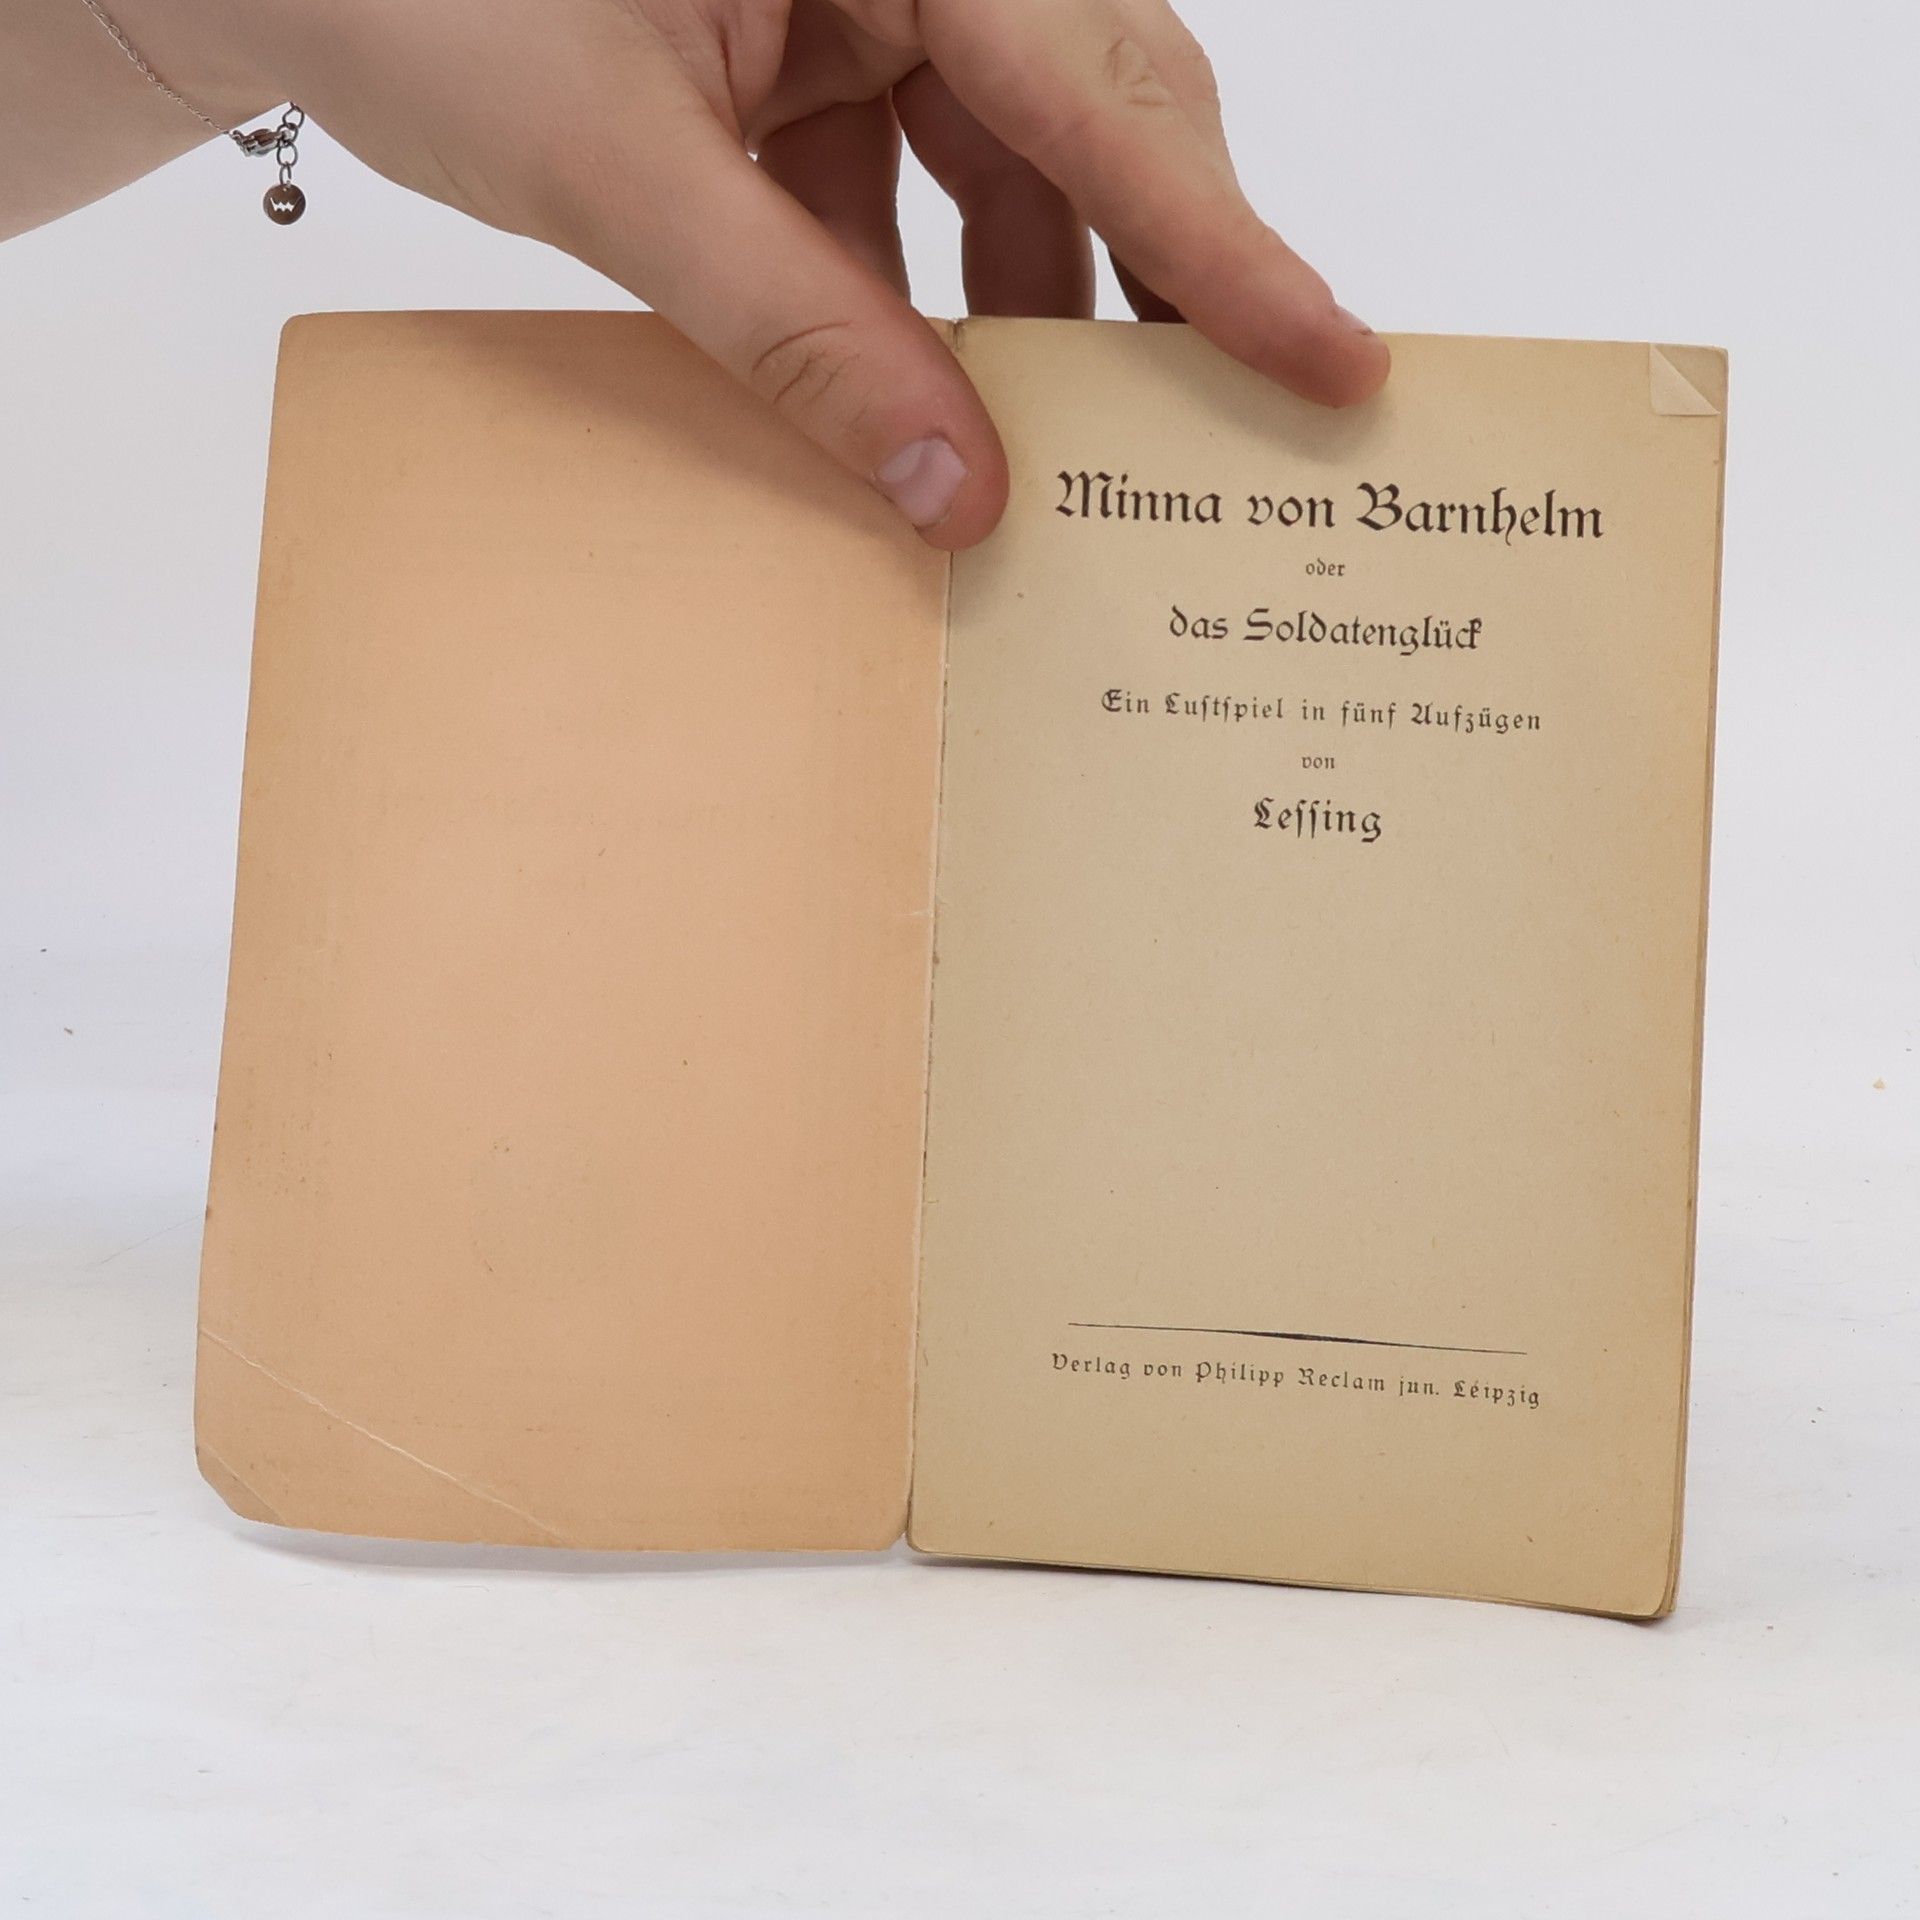 Minna von Barnhelm
oder
das Soldatenglück
Ein Luſtſpiel in fünf Aufzügen
von
Leſſing
Verlag von Philipp Reclam jun. Leipzig